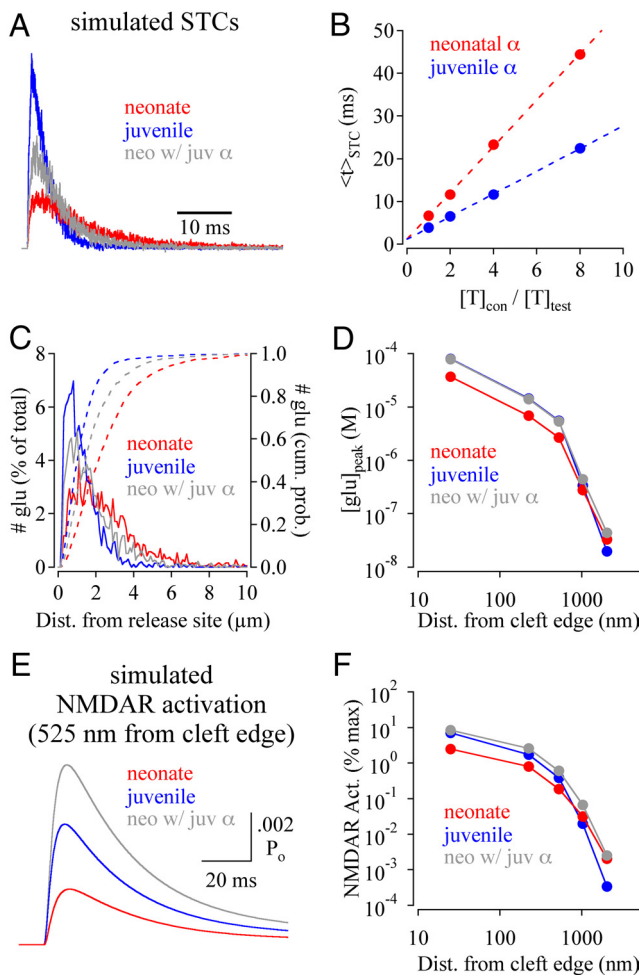 A
simulated STCs
neonate
juvenile
neo w/ juv α
10 ms
B
neonatal α
juvenile α
50
40
30
20
10
0
<t>STC (ms)
0 2 4 6 8 10
[T]con / [T]test
C
8
6
4
2
0
# glu (% of total)
1.0
0.8
0.6
0.4
0.2
0.0
# glu (cum. prob.)
neonate
juvenile
neo w/ juv α
0 2 4 6 8 10
Dist. from release site (µm)
D
10-4
10-5
10-6
10-7
10-8
[glu]peak (M)
neonate
juvenile
neo w/ juv α
10 100 1000
Dist. from cleft edge (nm)
E
simulated
NMDAR activation
(525 nm from cleft edge)
neonate
juvenile
neo w/ juv α
.002
Po
20 ms
F
102
101
100
10-1
10-2
10-3
10-4
NMDAR Act. (% max)
neonate
juvenile
neo w/ juv α
10 100 1000
Dist. from cleft edge (nm)